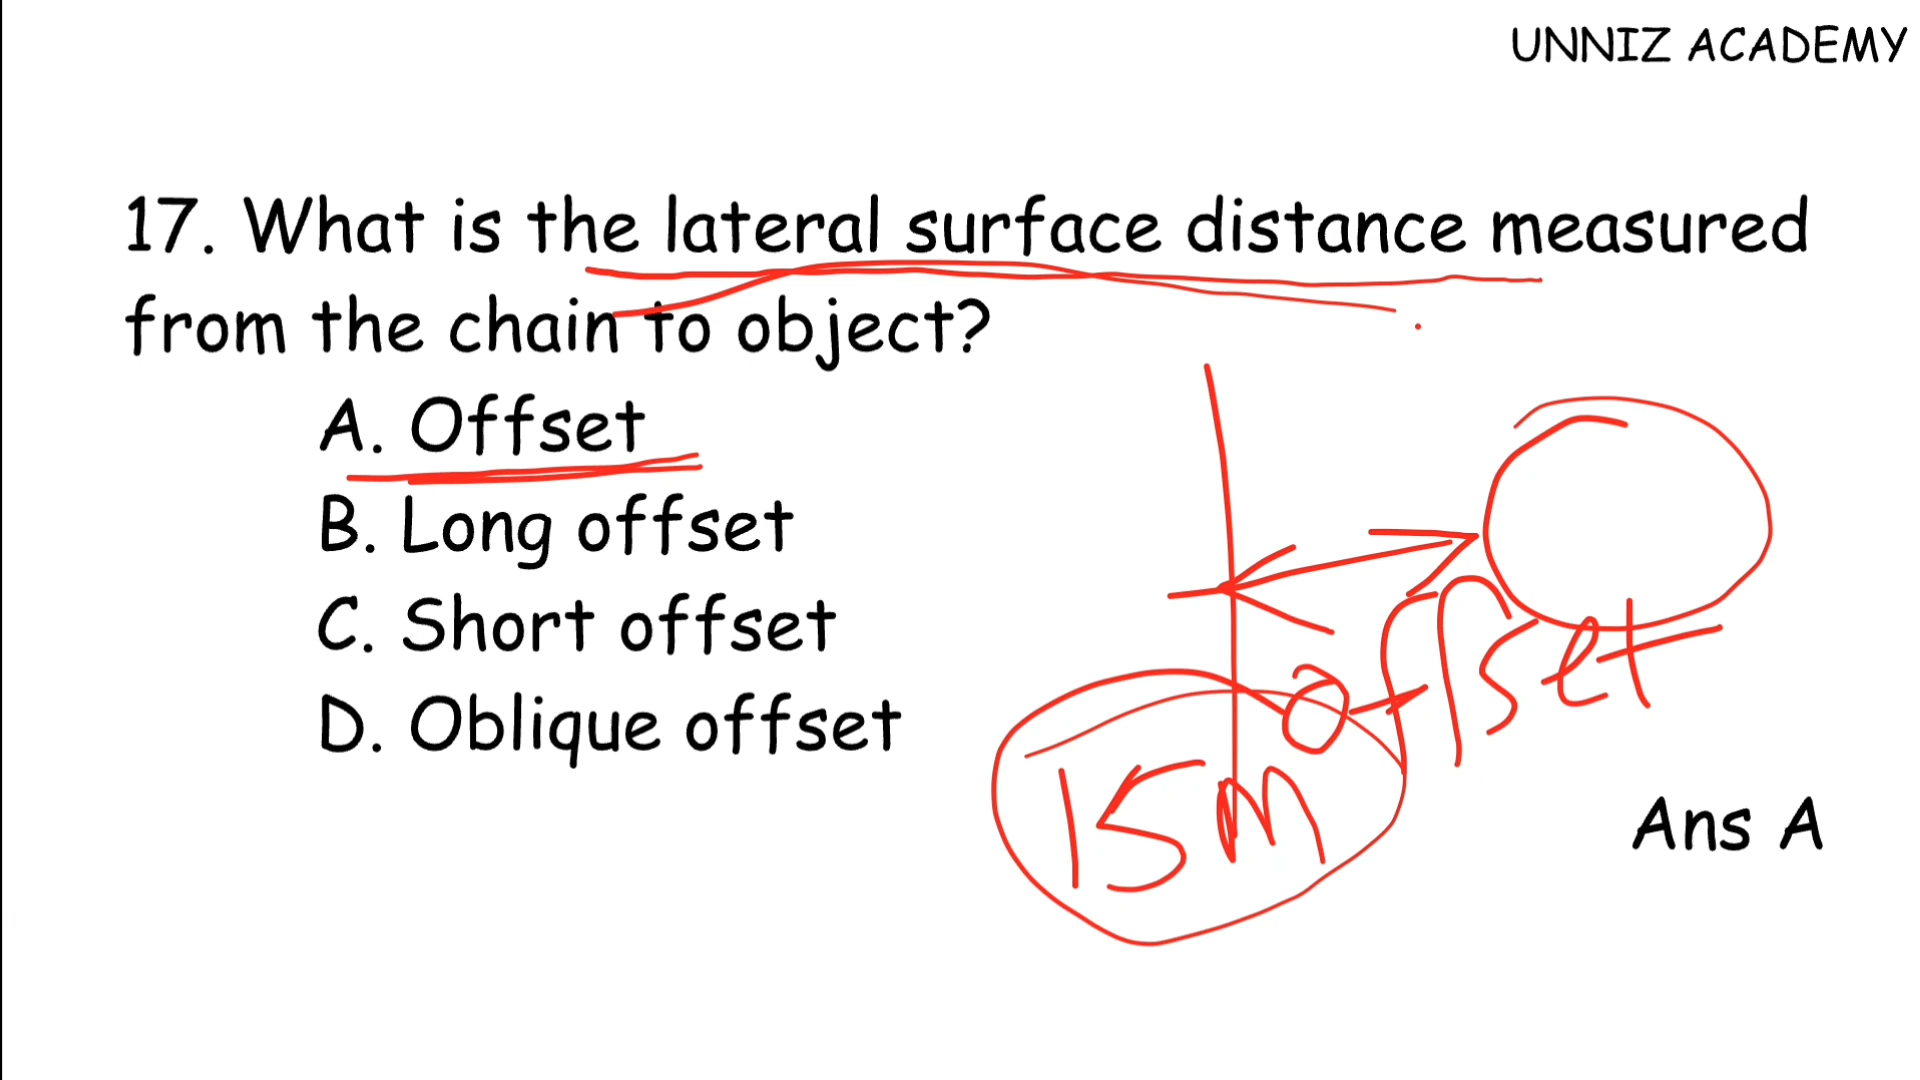 UNNIZ ACADEMY
17. What is the lateral surface distance measured
from the chain to object?
A. Offset
B. Long offset
C. Short offset
D. Oblique offset
offset
15m
Ans A